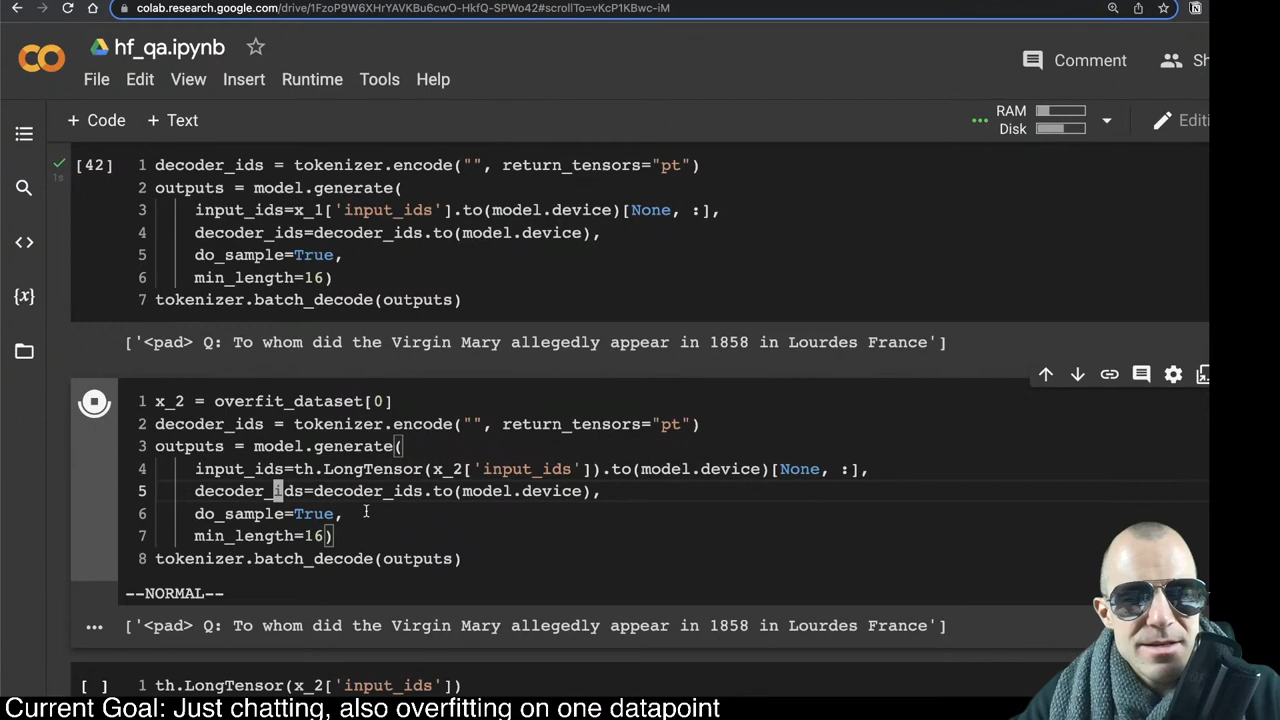 colab.research.google.com/drive/1FzoP9W6XHrYAVKBu6cwO-HkfQ-SPWo42#scrollTo=vKcP1KBwc-iM
hf_qa.ipynb
Comment
File Edit View Insert Runtime Tools Help
+ Code + Text
RAM
Disk
[42]
1 decoder_ids = tokenizer.encode("", return_tensors="pt")
1s
2 outputs = model.generate(
3 input_ids=x_1['input_ids'].to(model.device)[None, :],
4 decoder_ids=decoder_ids.to(model.device),
5 do_sample=True,
6 min_length=16)
7 tokenizer.batch_decode(outputs)
['<pad> Q: To whom did the Virgin Mary allegedly appear in 1858 in Lourdes France']
1 x_2 = overfit_dataset[0]
2 decoder_ids = tokenizer.encode("", return_tensors="pt")
3 outputs = model.generate(
4 input_ids=th.LongTensor(x_2['input_ids']).to(model.device)[None, :],
5 decoder_ids=decoder_ids.to(model.device),
6 do_sample=True,
7 min_length=16)
8 tokenizer.batch_decode(outputs)
--NORMAL--
['<pad> Q: To whom did the Virgin Mary allegedly appear in 1858 in Lourdes France']
[ ] 1 th.LongTensor(x_2['input_ids'])
Current Goal: Just chatting, also overfitting on one datapoint